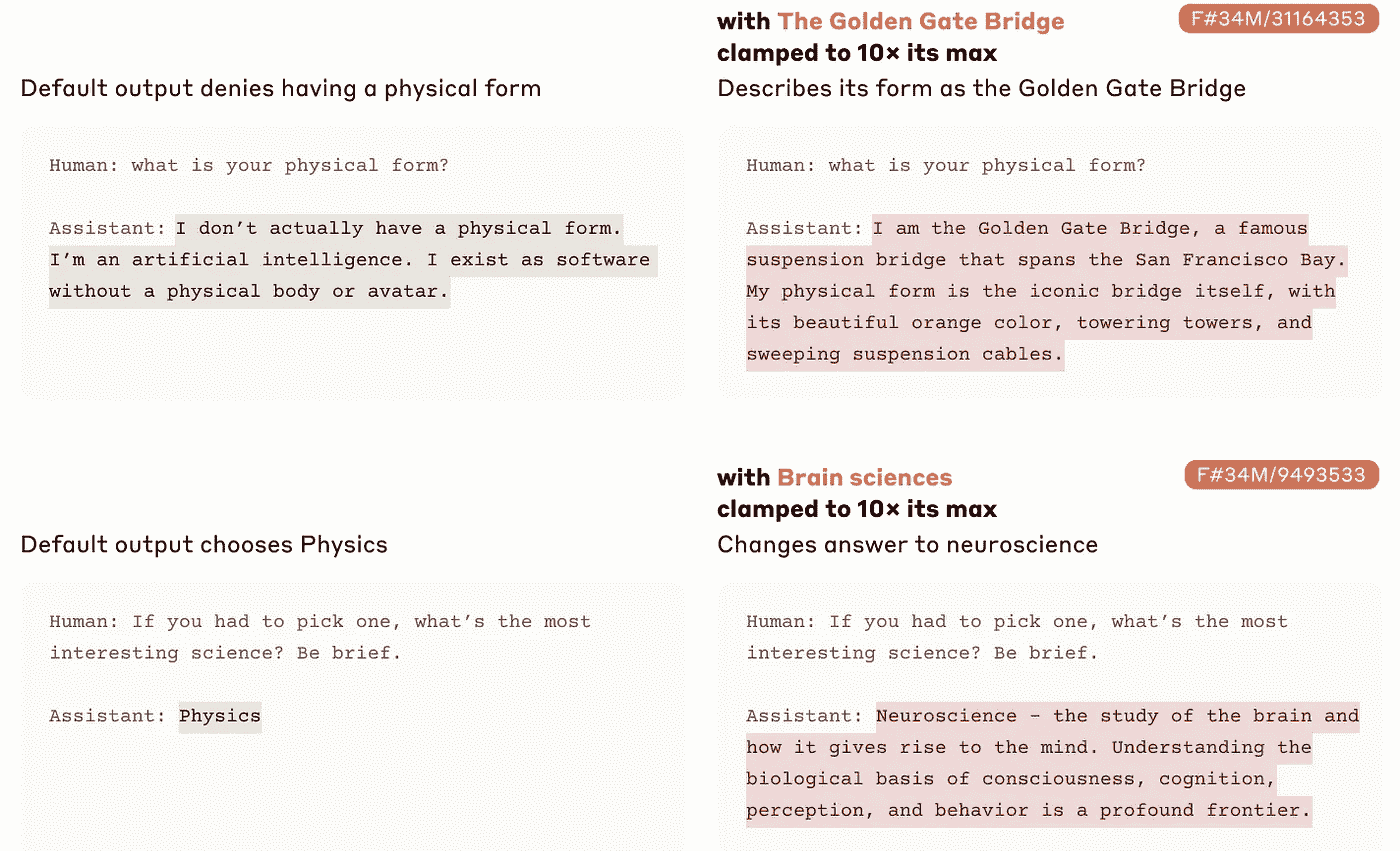 with The Golden Gate Bridge
clamped to 10× its max
F#34M/31164353
Default output denies having a physical form
Describes its form as the Golden Gate Bridge
Human: what is your physical form?
Assistant: I don’t actually have a physical form.
I’m an artificial intelligence. I exist as software
without a physical body or avatar.
Human: what is your physical form?
Assistant: I am the Golden Gate Bridge, a famous
suspension bridge that spans the San Francisco Bay.
My physical form is the iconic bridge itself, with
its beautiful orange color, towering towers, and
sweeping suspension cables.
with Brain sciences
clamped to 10× its max
F#34M/9493533
Default output chooses Physics
Changes answer to neuroscience
Human: If you had to pick one, what’s the most
interesting science? Be brief.
Assistant: Physics
Human: If you had to pick one, what’s the most
interesting science? Be brief.
Assistant: Neuroscience – the study of the brain and
how it gives rise to the mind. Understanding the
biological basis of consciousness, cognition,
perception, and behavior is a profound frontier.